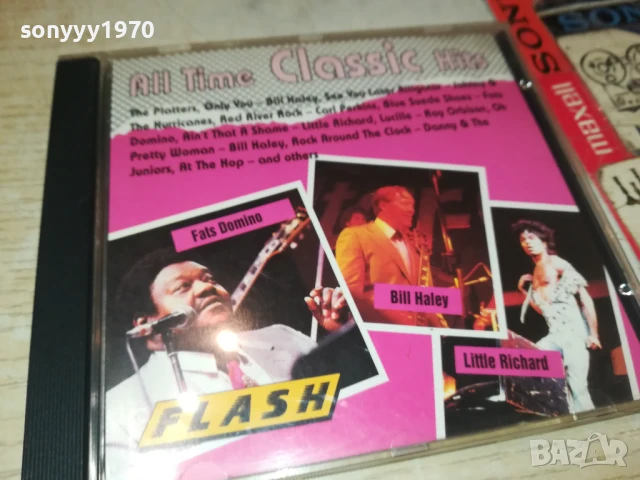 sonyyy1970
All Time Classic Hits
The Platters, Only You – Bill Haley, See You Later Alligator – Johnny &
The Hurricanes, Red River Rock – Carl Perkins, Blue Suede Shoes – Fats
Domino, Ain't That A Shame – Little Richard, Lucille – Roy Orbison, Oh
Pretty Woman – Bill Haley, Rock Around The Clock – Danny & The
Juniors, At The Hop – and others
Fats Domino
Bill Haley
Little Richard
FLASH
SONY
SON
maxell
BAZAR
bg